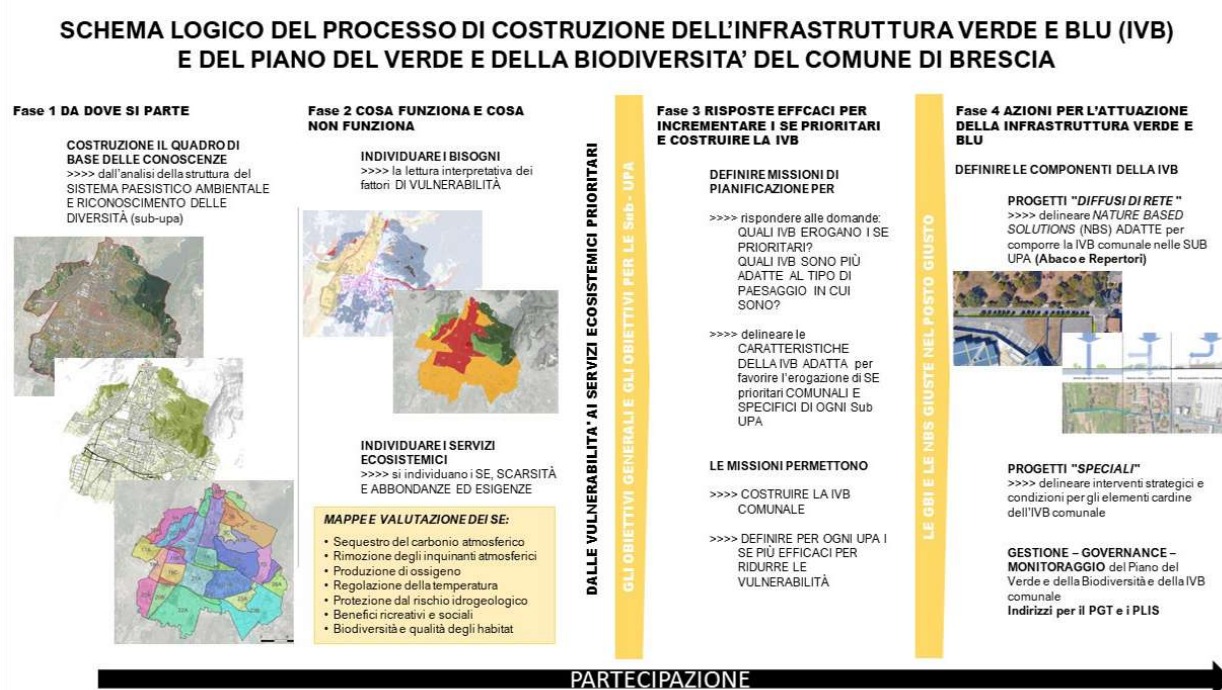 SCHEMA LOGICO DEL PROCESSO DI COSTRUZIONE DELL'INFRASTRUTTURA VERDE E BLU (IVB)
E DEL PIANO DEL VERDE E DELLA BIODIVERSITA' DEL COMUNE DI BRESCIA
Fase 1 DA DOVE SI PARTE
COSTRUZIONE IL QUADRO DI
BASE DELLE CONOSCENZE
>>>> dall'analisi della struttura del
SISTEMA PAESISTICO AMBIENTALE
E RICONOSCIMENTO DELLE
DIVERSITÀ (sub-upa)
Fase 2 COSA FUNZIONA E COSA
NON FUNZIONA
INDIVIDUARE I BISOGNI
>>>> la lettura interpretativa dei
fattori DI VULNERABILITÀ
INDIVIDUARE I SERVIZI
ECOSISTEMICI
>>>> si individuano i SE, SCARSITÀ
E ABBONDANZE ED ESIGENZE
MAPPE E VALUTAZIONE DEI SE:
• Sequestro del carbonio atmosferico
• Rimozione degli inquinanti atmosferici
• Produzione di ossigeno
• Regolazione della temperatura
• Protezione dal rischio idrogeologico
• Benefici ricreativi e sociali
• Biodiversità e qualità degli habitat
DALLE VULNERABILITA' AI SERVIZI ECOSISTEMICI PRIORITARI
GLI OBIETTIVI GENERALI E GLI OBIETTIVI PER LE Sub- UPA
Fase 3 RISPOSTE EFFCACI PER
INCREMENTARE I SE PRIORITARI
E COSTRUIRE LA IVB
DEFINIRE MISSIONI DI
PIANIFICAZIONE PER
>>>> rispondere alle domande:
QUALI IVB EROGANO I SE
PRIORITARI?
QUALI IVB SONO PIÙ
ADATTE AL TIPO DI
PAESAGGIO IN CUI
SONO?
>>>> delineare le
CARATTERISTICHE
DELLA IVB ADATTA per
favorire l'erogazione di SE
prioritari COMUNALI E
SPECIFICI DI OGNI Sub
UPA
LE MISSIONI PERMETTONO
>>>> COSTRUIRE LA IVB
COMUNALE
>>>> DEFINIRE PER OGNI UPA I
SE PIÙ EFFICACI PER
RIDURRE LE
VULNERABILITÀ
LE GBI E LE NBS GIUSTE NEL POSTO GIUSTO
Fase 4 AZIONI PER L'ATTUAZIONE
DELLA INFRASTRUTTURA VERDE E
BLU
DEFINIRE LE COMPONENTI DELLA IVB
PROGETTI "DIFFUSI DI RETE"
>>>> delineare NATURE BASED
SOLUTIONS (NBS) ADATTE per
comporre la IVB comunale nelle SUB
UPA (Abaco e Repertori)
PROGETTI "SPECIALI"
>>>> delineare interventi strategici e
condizioni per gli elementi cardine
dell'IVB comunale
GESTIONE – GOVERNANCE –
MONITORAGGIO del Piano del
Verde e della Biodiversità e della IVB
comunale
Indirizzi per il PGT e i PLIS
PARTECIPAZIONE